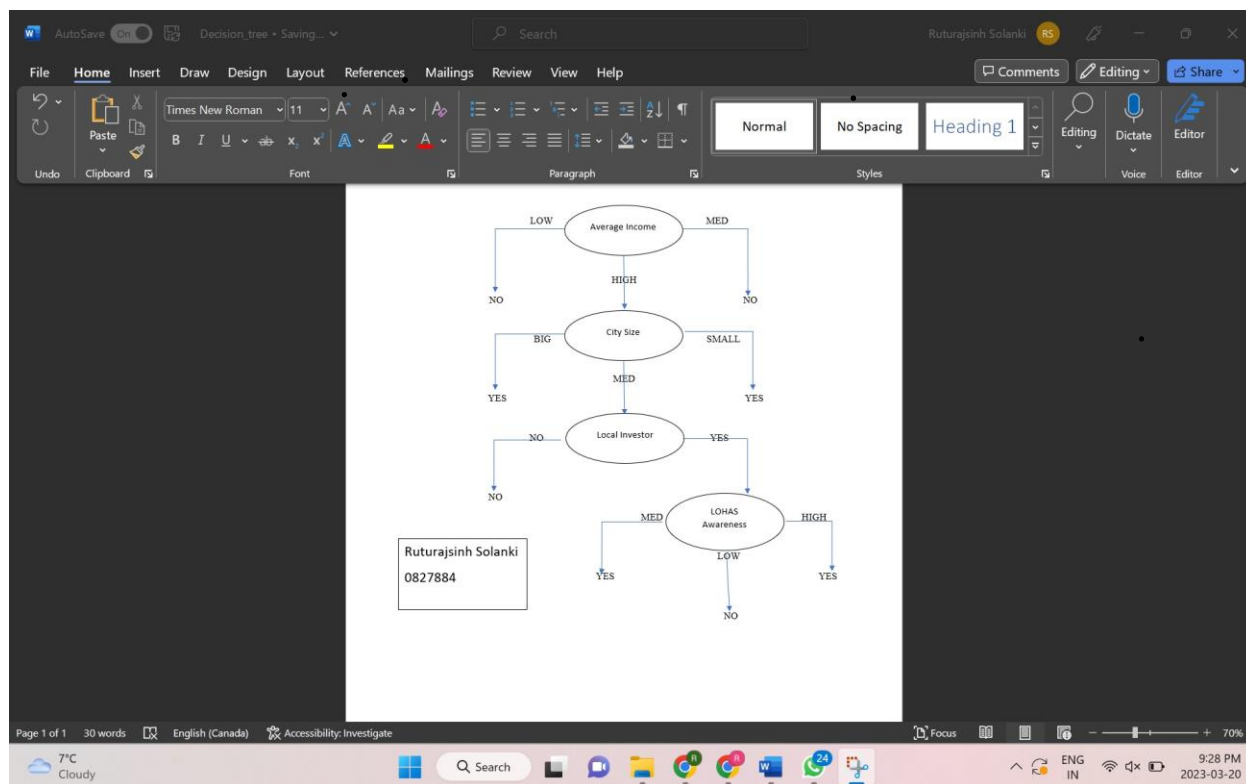 W AutoSave On Decision_tree • Saving... Search Ruturajsinh Solanki RS
File Home Insert Draw Design Layout References Mailings Review View Help Comments Editing Share
Paste Times New Roman 11 A A Aa A
B I U ab x, x² A A Normal No Spacing Heading 1 Editing Dictate Editor
Undo Clipboard Font Paragraph Styles Voice Editor
LOW Average Income MED
HIGH
NO NO
BIG City Size SMALL
MED
YES YES
NO Local Investor YES
NO
MED LOHAS Awareness HIGH
LOW
YES YES
NO
Ruturajsinh Solanki
0827884
Page 1 of 1 30 words English (Canada) Accessibility: Investigate Focus 70%
7°C
Cloudy
Search 24 ENG
IN
9:28 PM
2023-03-20